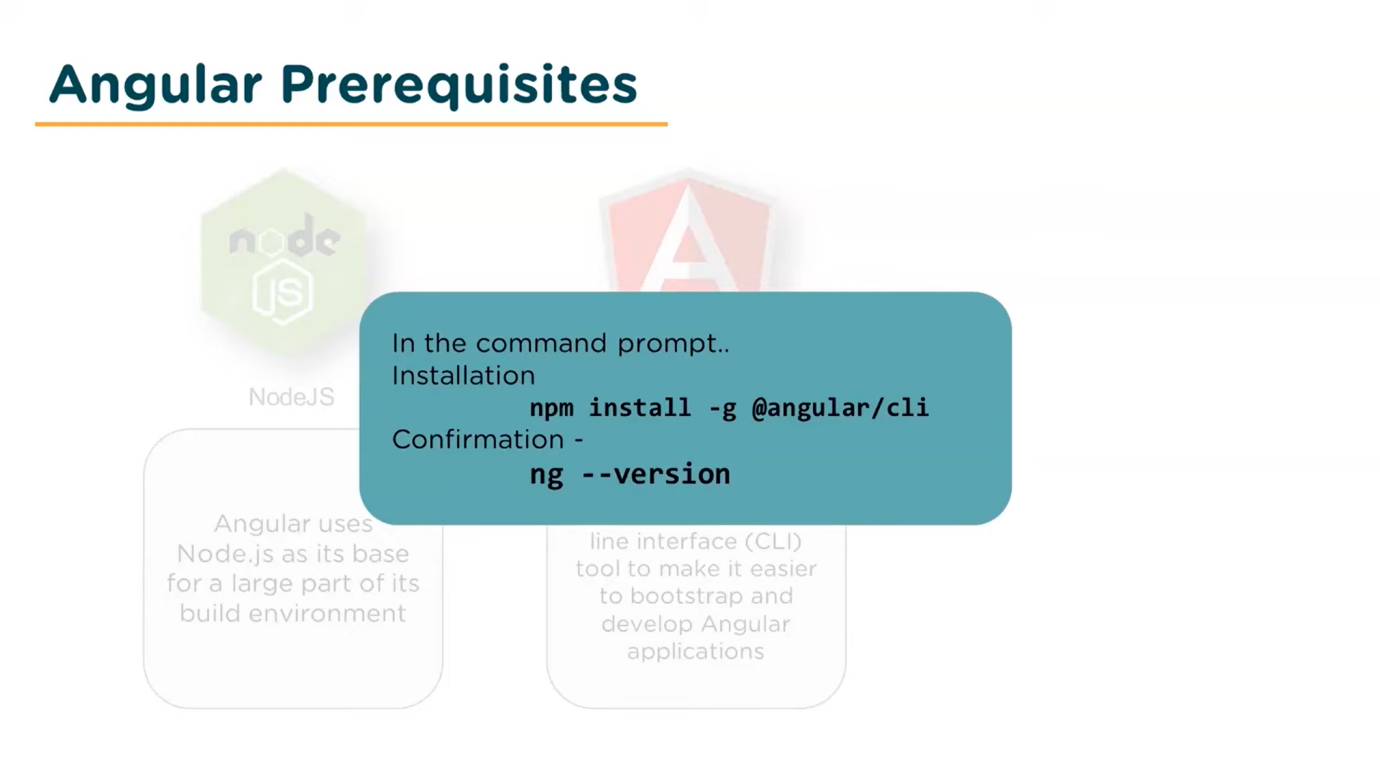 Angular Prerequisites
node
JS
A
NodeJS
In the command prompt..
Installation
npm install -g @angular/cli
Confirmation -
ng --version
Angular uses
Node.js as its base
for a large part of its
build environment
line interface (CLI)
tool to make it easier
to bootstrap and
develop Angular
applications